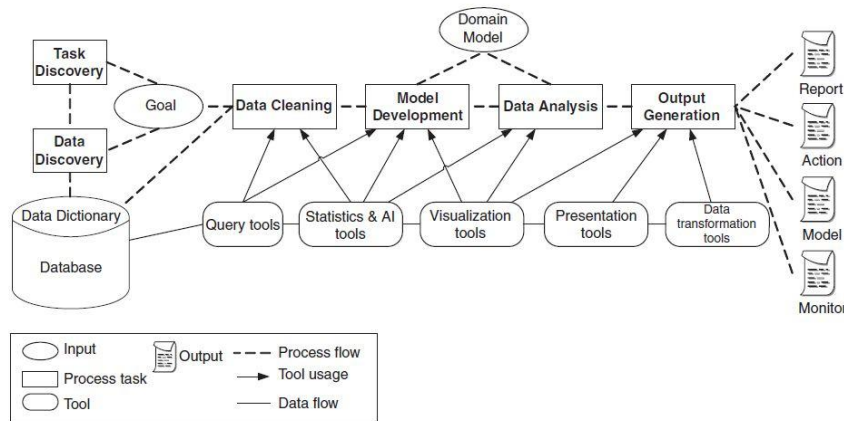 Domain
Model
Task
Discovery
Goal
Data Cleaning
Model
Development
Data Analysis
Output
Generation
Report
Data
Discovery
Action
Data Dictionary
Database
Query tools
Statistics & AI
tools
Visualization
tools
Presentation
tools
Data
transformation
tools
Model
Monitor
Input
Output
Process flow
Process task
Tool usage
Tool
Data flow